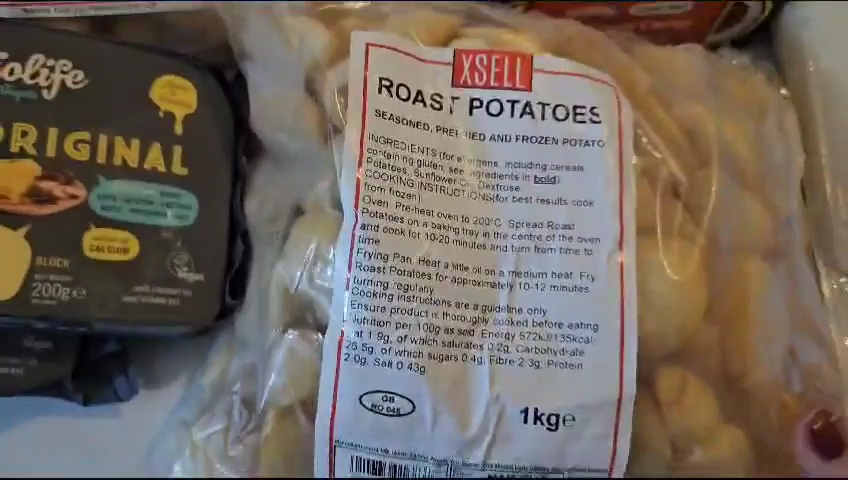 olife
ORIGINAL
CALCIUM
BLOCK
200g e
XSELL
ROAST POTATOES
SEASONED, PREFRIED AND FROZEN POTATO
INGREDIENTS (for allergens, including cereals
containing gluten, see ingredients in bold)
Potatoes, Sunflower Oil, Dextrose
COOKING INSTRUCTIONS(for best results cook
from frozen)
Oven: Pre-heat oven to 200°C. Spread Roast
Potatoes on a baking tray in the centre of the oven
and cook for 10-20 minutes and turn from time to
time
Frying Pan: Heat a little oil on a medium heat. Fry
Roast Potatoes for approximately 10-12 minutes.
turning regulary
Cooking instructions are a guideline only
Ensure product is thoroughly cooked before eating
Nutrition per 100g as sold: Energy 572kJ/135kcal
Fat 1.9g, of which saturates 0.2g, Carbohydrate
25.5g, of which sugars 0.4g, Fibre 2.3g, Protein
2.0g, Salt 0.43g
GB
1kg e